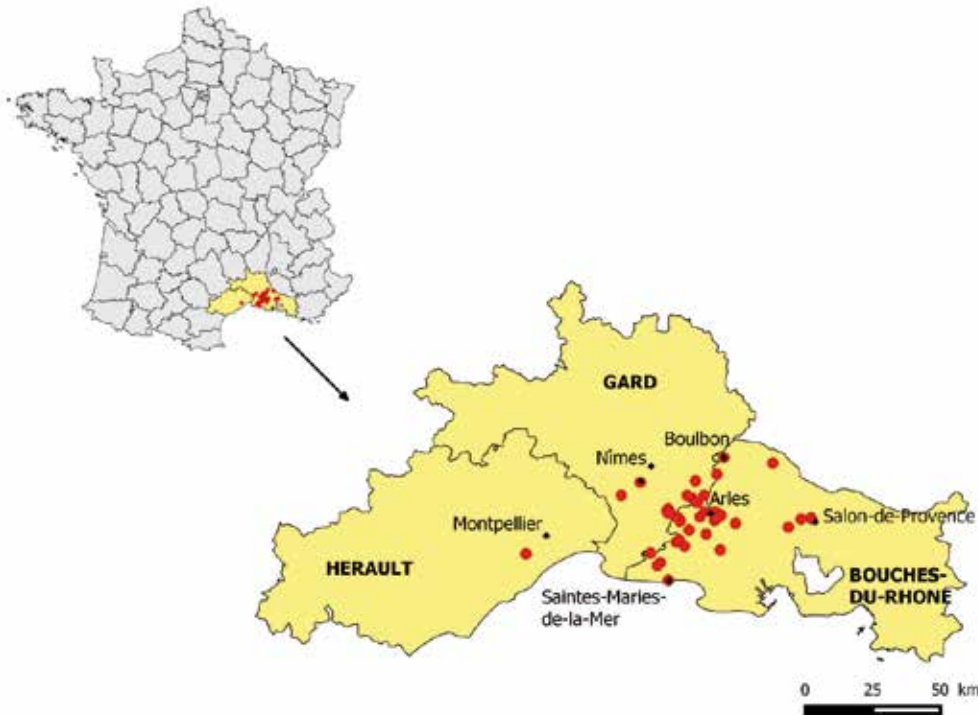 GARD
Boulbon
Nîmes
Arles
Montpellier
Salon-de-Provence
HERAULT
BOUCHES-
DU-RHONE
Saintes-Maries-
de-la-Mer
0 25 50 km